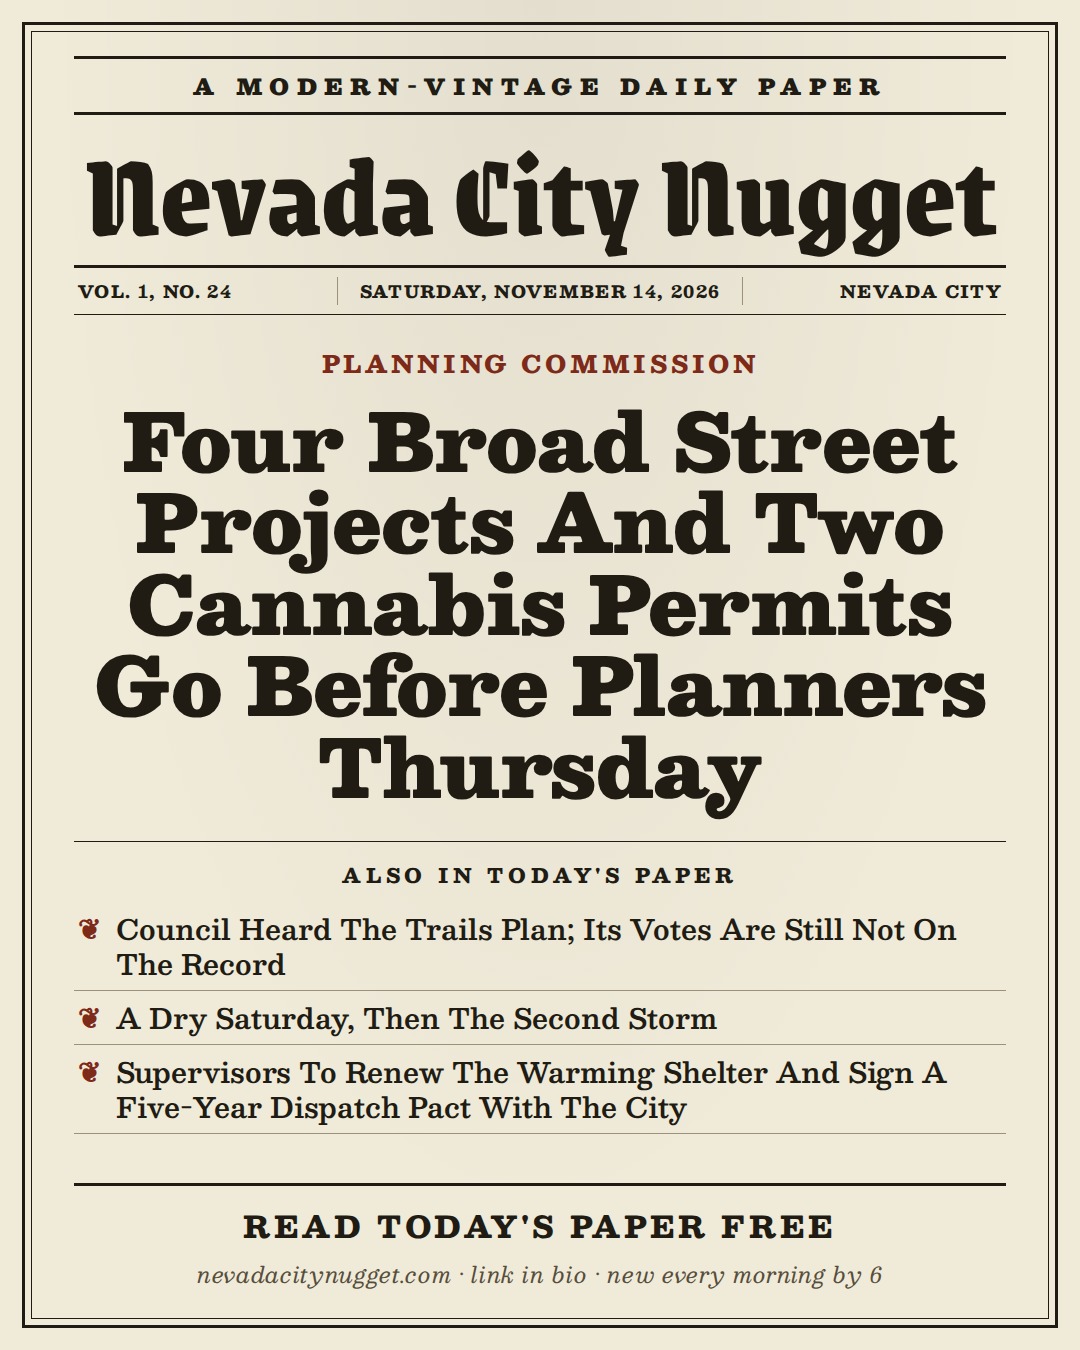 A MODERN-VINTAGE DAILY PAPER
Nevada City Nugget
VOL. 1, NO. 24
SATURDAY, NOVEMBER 14, 2026
NEVADA CITY
PLANNING COMMISSION
Four Broad Street
Projects And Two
Cannabis Permits
Go Before Planners
Thursday
ALSO IN TODAY'S PAPER
❦ Council Heard The Trails Plan; Its Votes Are Still Not On
The Record
❦ A Dry Saturday, Then The Second Storm
❦ Supervisors To Renew The Warming Shelter And Sign A
Five-Year Dispatch Pact With The City
READ TODAY'S PAPER FREE
nevadacitynugget.com · link in bio · new every morning by 6